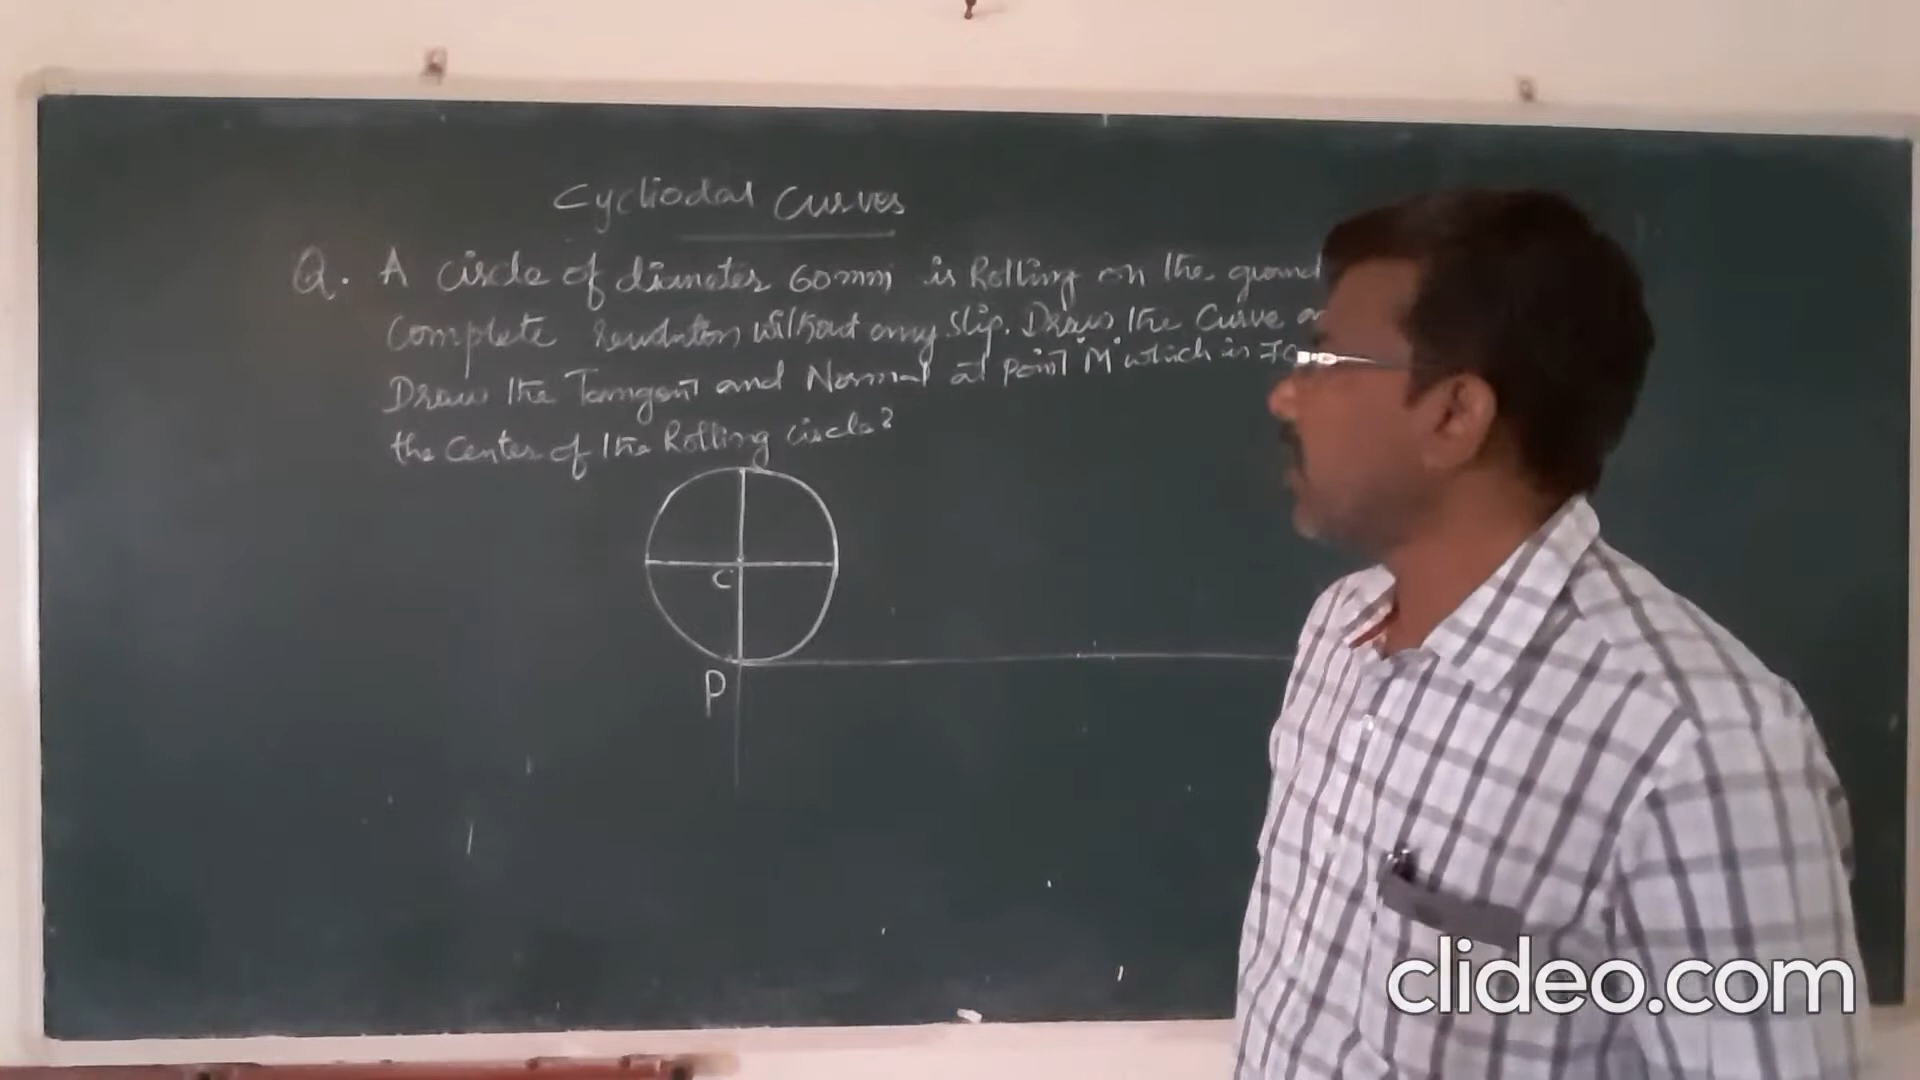 Cycliodal Curves
Q. A circle of diameter 60mm is Rolling on the ground
Complete revolution without any slip. Draw the Curve
Draw the Tangent and Normal at point "M" which is 70
the Center of the Rolling circle?
C
P
clideo.com